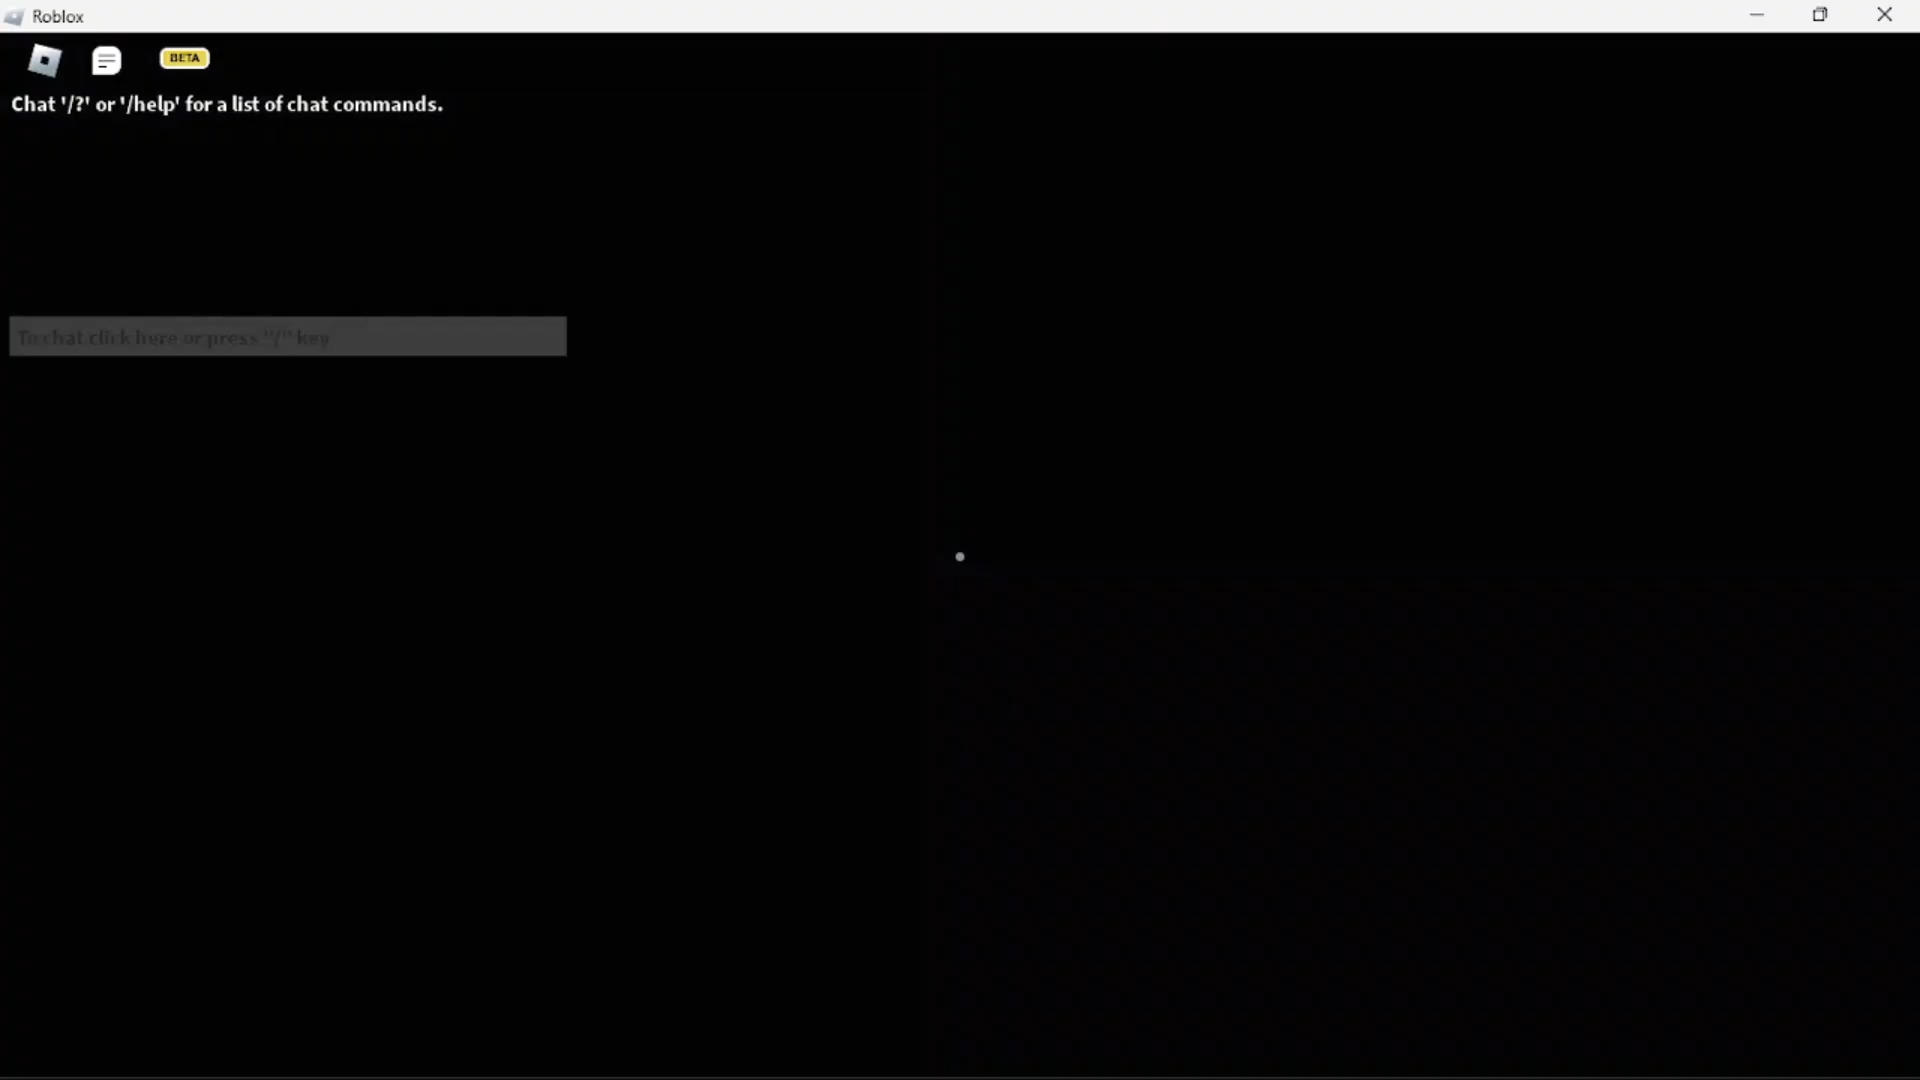 Roblox
BETA
Chat '/?' or '/help' for a list of chat commands.
To chat click here or press "/" key